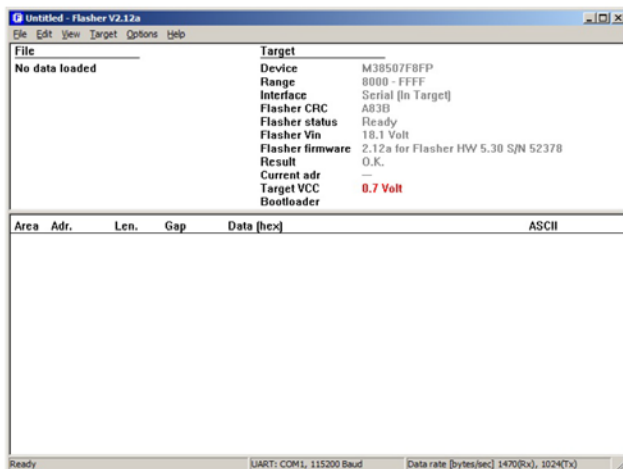 Untitled - Flasher V2.12a
File Edit View Target Options Help
File
No data loaded
Target
Device M38507F8FP
Range 8000 - FFFF
Interface Serial (In Target)
Flasher CRC A83B
Flasher status Ready
Flasher Vin 18.1 Volt
Flasher firmware 2.12a for Flasher HW 5.30 S/N 52378
Result O.K.
Current adr —
Target VCC 0.7 Volt
Bootloader
Area Adr. Len. Gap Data (hex) ASCII
Ready UART: COM1, 115200 Baud Data rate [bytes/sec] 1470(Rx), 1024(Tx)